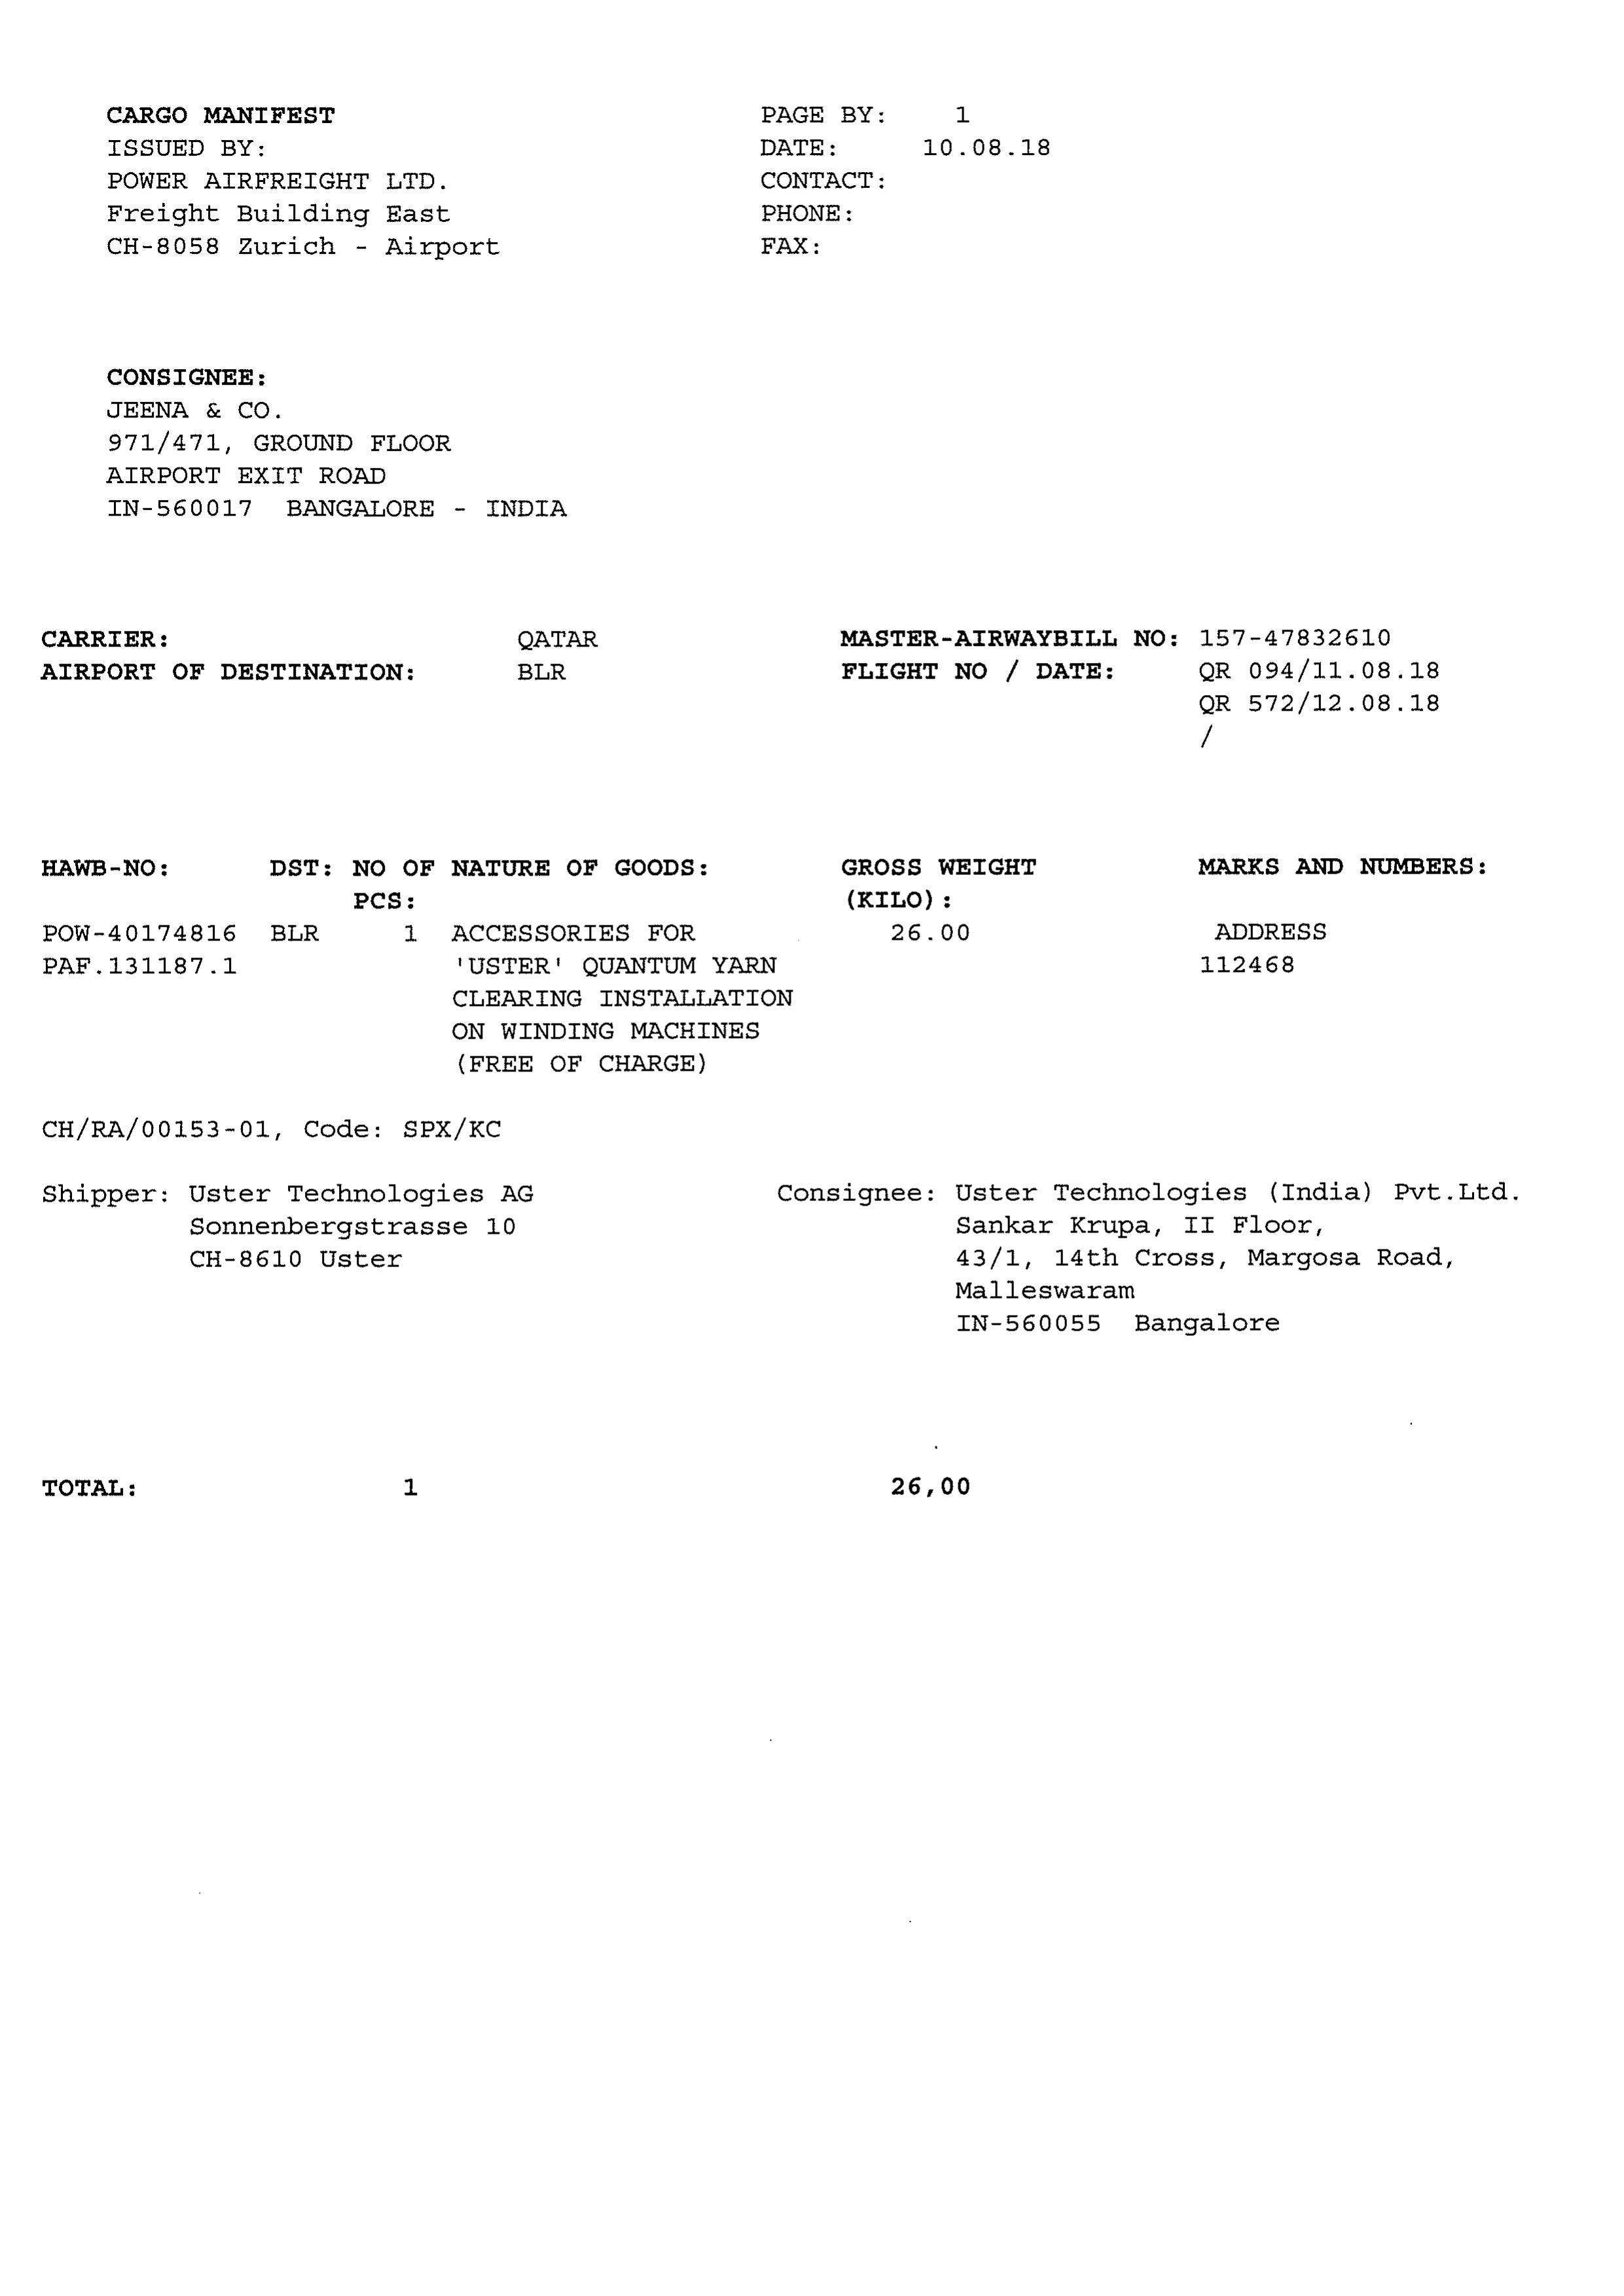 CARGO MANIFEST
ISSUED BY:
POWER AIRFREIGHT LTD.
Freight Building East
CH-8058 Zurich - Airport
PAGE BY: 1
DATE: 10.08.18
CONTACT:
PHONE:
FAX:
CONSIGNEE:
JEENA & CO.
971/471, GROUND FLOOR
AIRPORT EXIT ROAD
IN-560017 BANGALORE - INDIA
CARRIER: QATAR MASTER-AIRWAYBILL NO: 157-47832610
AIRPORT OF DESTINATION: BLR FLIGHT NO / DATE: QR 094/11.08.18
QR 572/12.08.18
/
HAWB-NO: DST: NO OF NATURE OF GOODS: GROSS WEIGHT MARKS AND NUMBERS:
PCS: (KILO):
POW-40174816 BLR 1 ACCESSORIES FOR 26.00 ADDRESS
PAF.131187.1 'USTER' QUANTUM YARN 112468
CLEARING INSTALLATION
ON WINDING MACHINES
(FREE OF CHARGE)
CH/RA/00153-01, Code: SPX/KC
Shipper: Uster Technologies AG
Sonnenbergstrasse 10
CH-8610 Uster
Consignee: Uster Technologies (India) Pvt.Ltd.
Sankar Krupa, II Floor,
43/1, 14th Cross, Margosa Road,
Malleswaram
IN-560055 Bangalore
TOTAL: 1 26,00